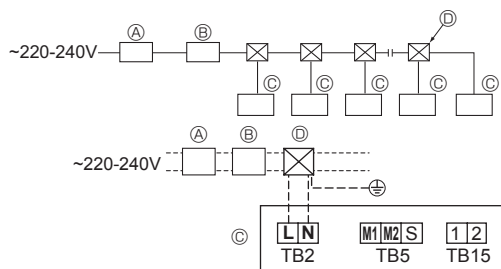 Ⓐ Ⓑ Ⓓ
~220-240V
Ⓒ Ⓒ Ⓒ Ⓒ Ⓒ
Ⓐ Ⓑ Ⓓ
~220-240V
Ⓒ L N M1 M2 S 1 2
TB2 TB5 TB15